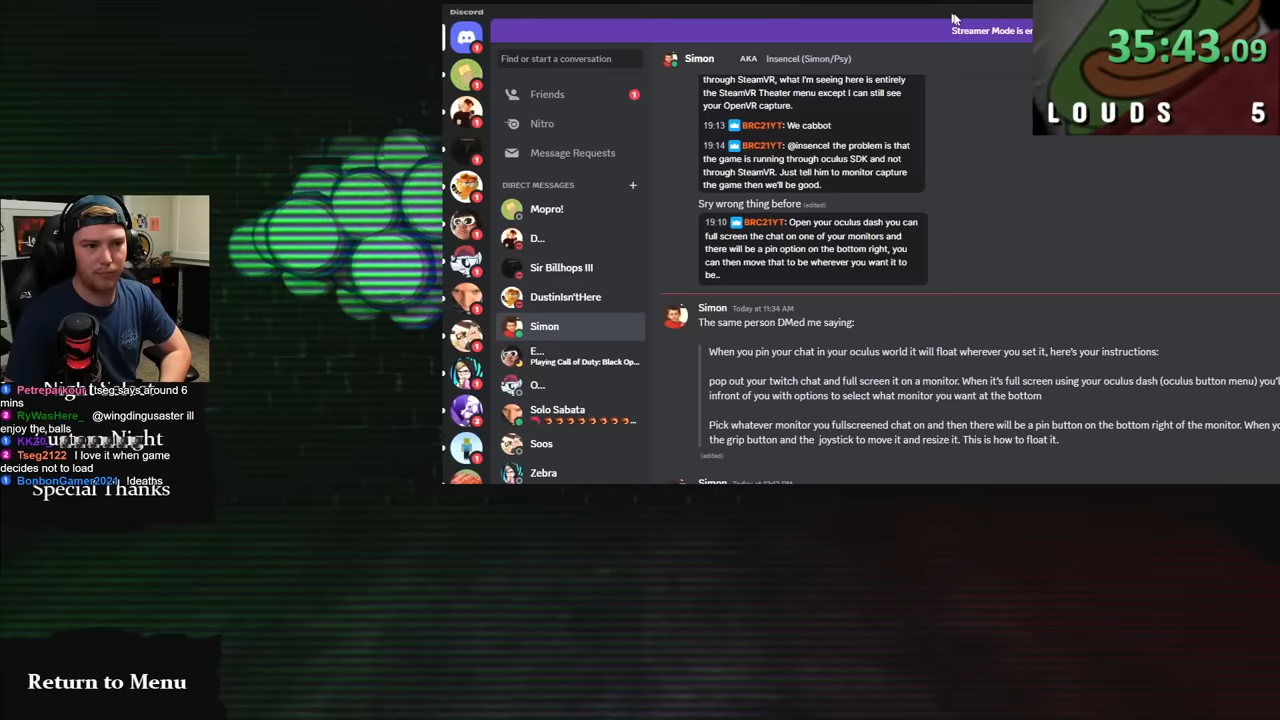 Discord
Streamer Mode is en
35:43.09
LOUDS 5
Find or start a conversation
Simon AKA Insencel (Simon/Psy)
Friends 1
Nitro
Message Requests
DIRECT MESSAGES +
Mopro!
D...
Sir Billhops III
DustinIsn'tHere
Simon
E...
Playing Call of Duty: Black Op...
O...
Solo Sabata
Soos
Zebra
through SteamVR, what I'm seeing here is entirely
the SteamVR Theater menu except I can still see
your OpenVR capture.
19:13 BRC21YT: We cabbot
19:14 BRC21YT: @insencel the problem is that
the game is running through oculus SDK and not
through SteamVR. Just tell him to monitor capture
the game then we'll be good.
Sry wrong thing before (edited)
19:10 BRC21YT: Open your oculus dash you can
full screen the chat on one of your monitors and
there will be a pin option on the bottom right, you
can then move that to be wherever you want it to
be..
Simon Today at 11:34 AM
The same person DMed me saying:
When you pin your chat in your oculus world it will float wherever you set it, here's your instructions:
pop out your twitch chat and full screen it on a monitor. When it's full screen using your oculus dash (oculus button menu) you'l
infront of you with options to select what monitor you want at the bottom
Pick whatever monitor you fullscreened chat on and then there will be a pin button on the bottom right of the monitor. When yo
the grip button and the joystick to move it and resize it. This is how to float it.
(edited)
Simon Today at 12:12 PM
Petreparkour: Tseg says around 6
mins
RyWasHere_ @wingdingusaster ill
enjoy the balls
KKZ0
Tseg2122 I love it when game
decides not to load
BonbonGamer2021 !deaths
Night
Special Thanks
Return to Menu